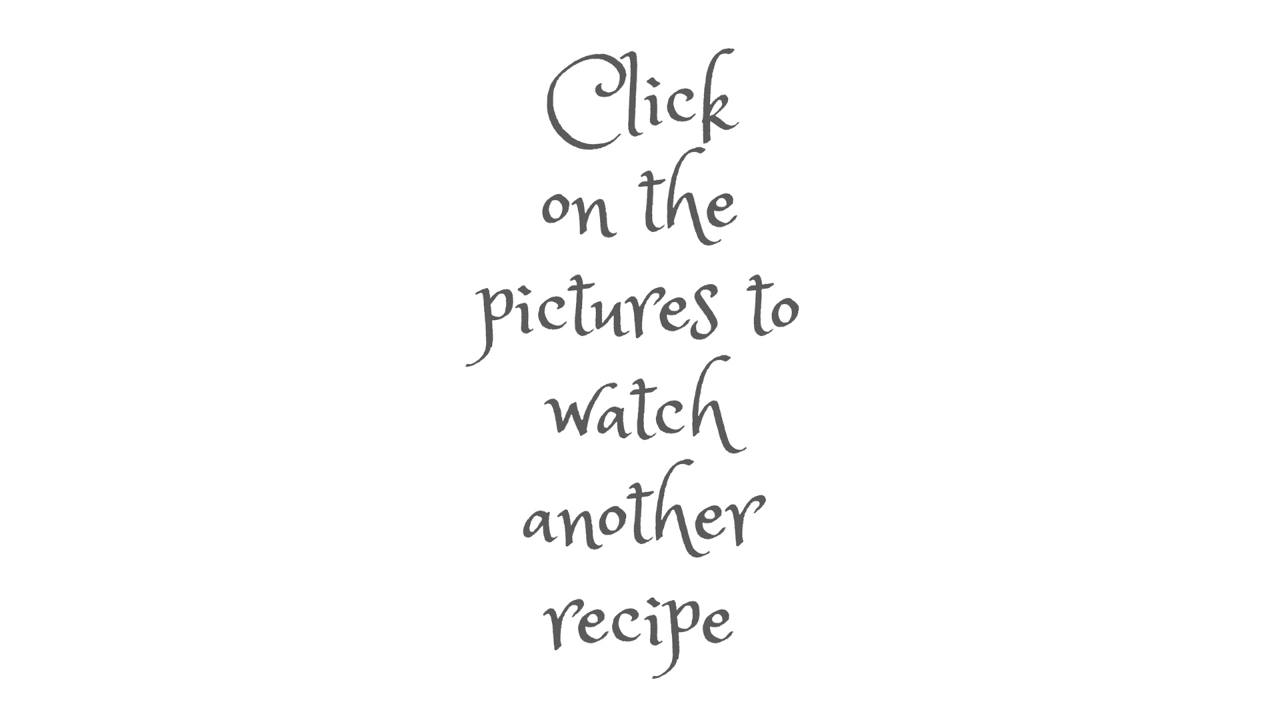 Click
on the
pictures to
watch
another
recipe